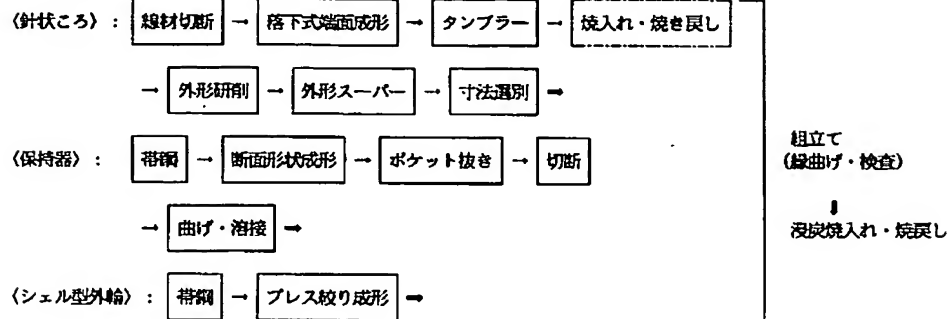 〈針状ころ〉： 線材切断 → 落下式端面成形 → タンブラー → 焼入れ・焼き戻し
→ 外形研削 → 外形スーパー → 寸法選別 →
〈保持器〉： 帯鋼 → 断面形状成形 → ポケット抜き → 切断
→ 曲げ・溶接 →
〈シェル型外輪〉： 帯鋼 → プレス絞り成形 →
組立て
(縁曲げ・検査)
↓
浸炭焼入れ・焼戻し